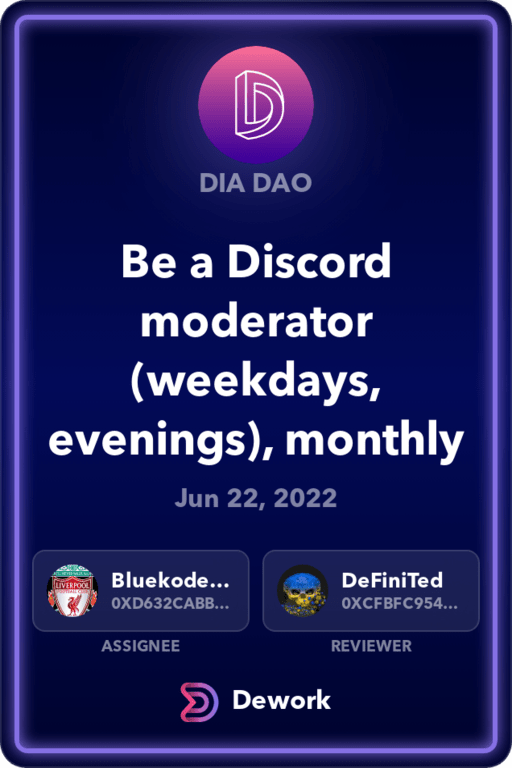 DIA DAO
Be a Discord
moderator
(weekdays,
evenings), monthly
Jun 22, 2022
Bluekode...
0XD632CABB...
ASSIGNEE
DeFiniTed
0XCFBFC954...
REVIEWER
Dework